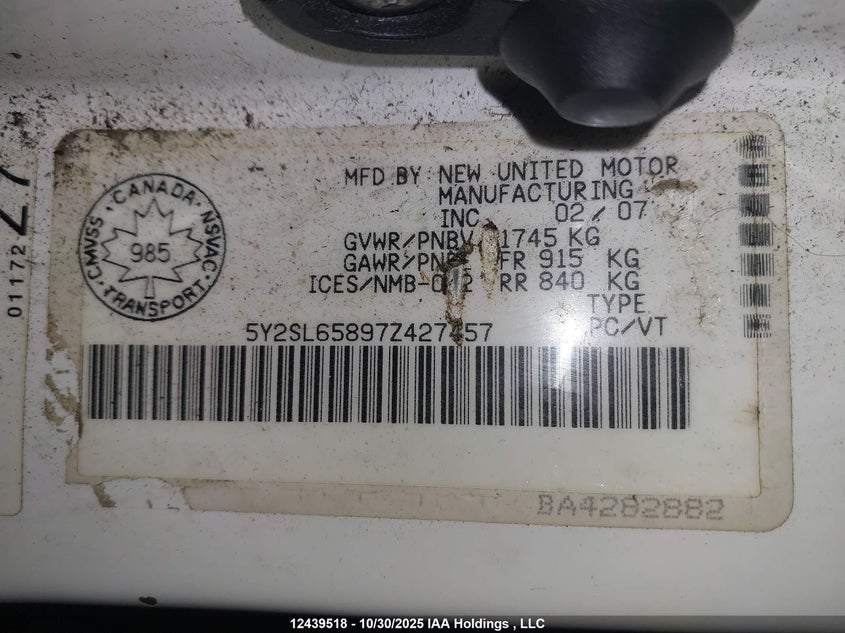 MFD BY NEW UNITED MOTOR
MANUFACTURING
INC 02/07
GVWR/PNBV 1745 KG
GAWR/PNBE FR 915 KG
ICES/NMB-002 RR 840 KG
TYPE
PC/VT
CANADA · NSVAC · TRANSPORT · CMVSS
985
01172
27
BA4282882
12439518 - 10/30/2025 IAA Holdings , LLC